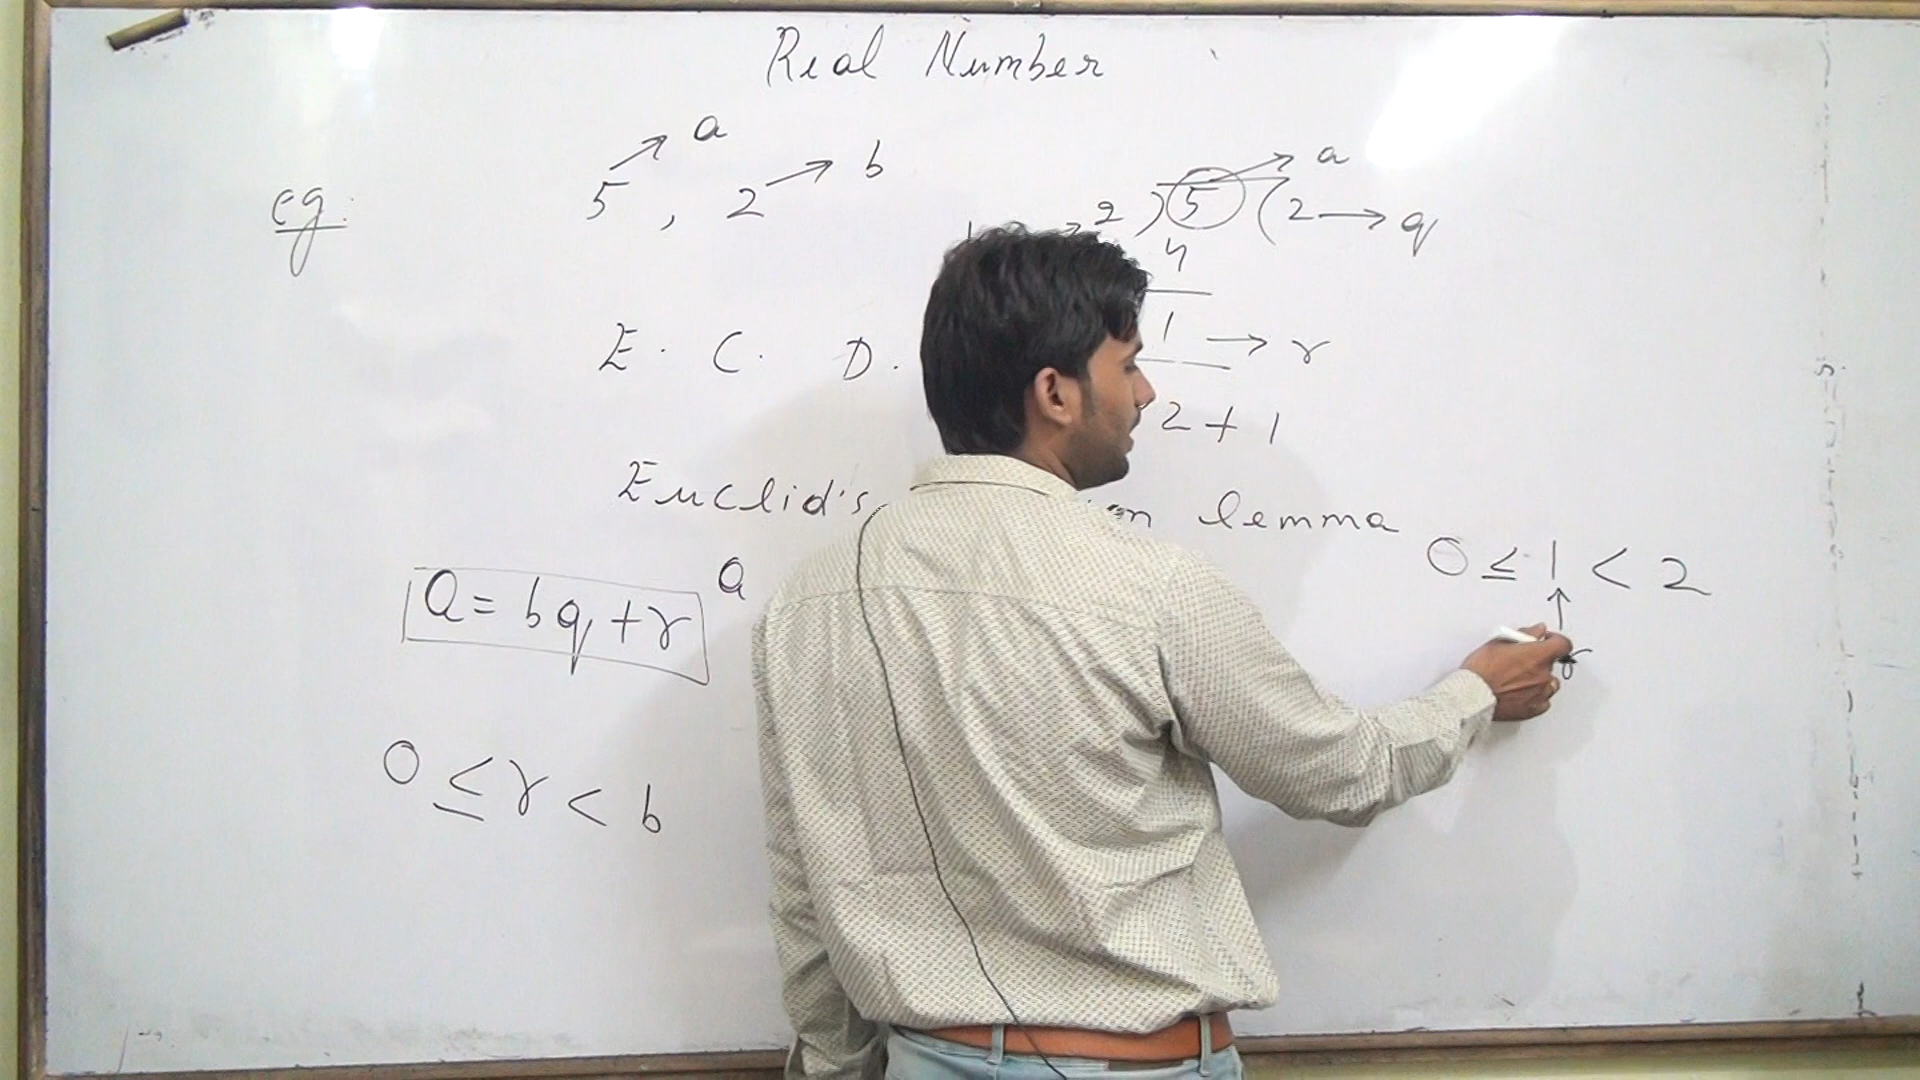 Real Number
a
a
b
eg:
5 , 2
2 ) 5 ( 2 → q
4
E. C. D.
1 → r
2 + 1
Euclid's lemma
0 ≤ 1 < 2
a = bq + r
a
r
0 ≤ r < b